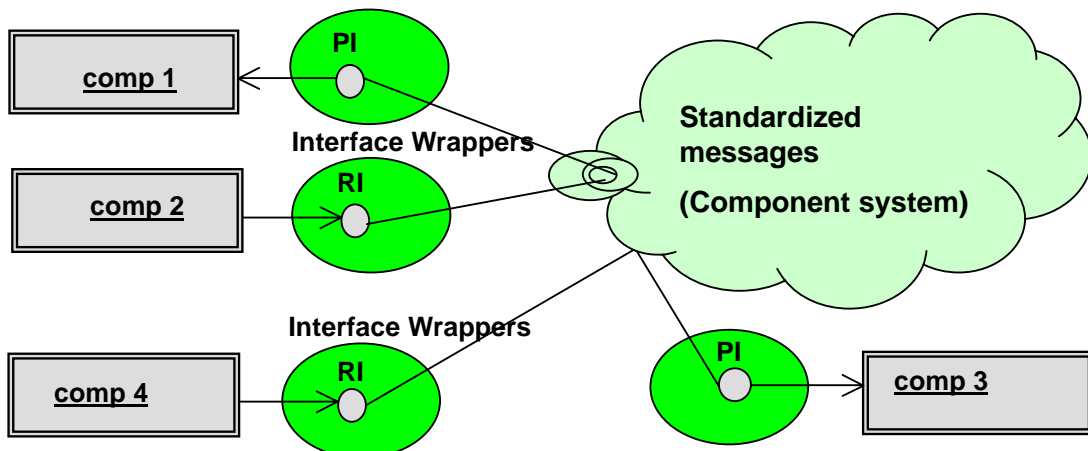 PI
comp 1
Standardized
messages
(Component system)
Interface Wrappers
RI
comp 2
Interface Wrappers
PI
RI
comp 4
comp 3